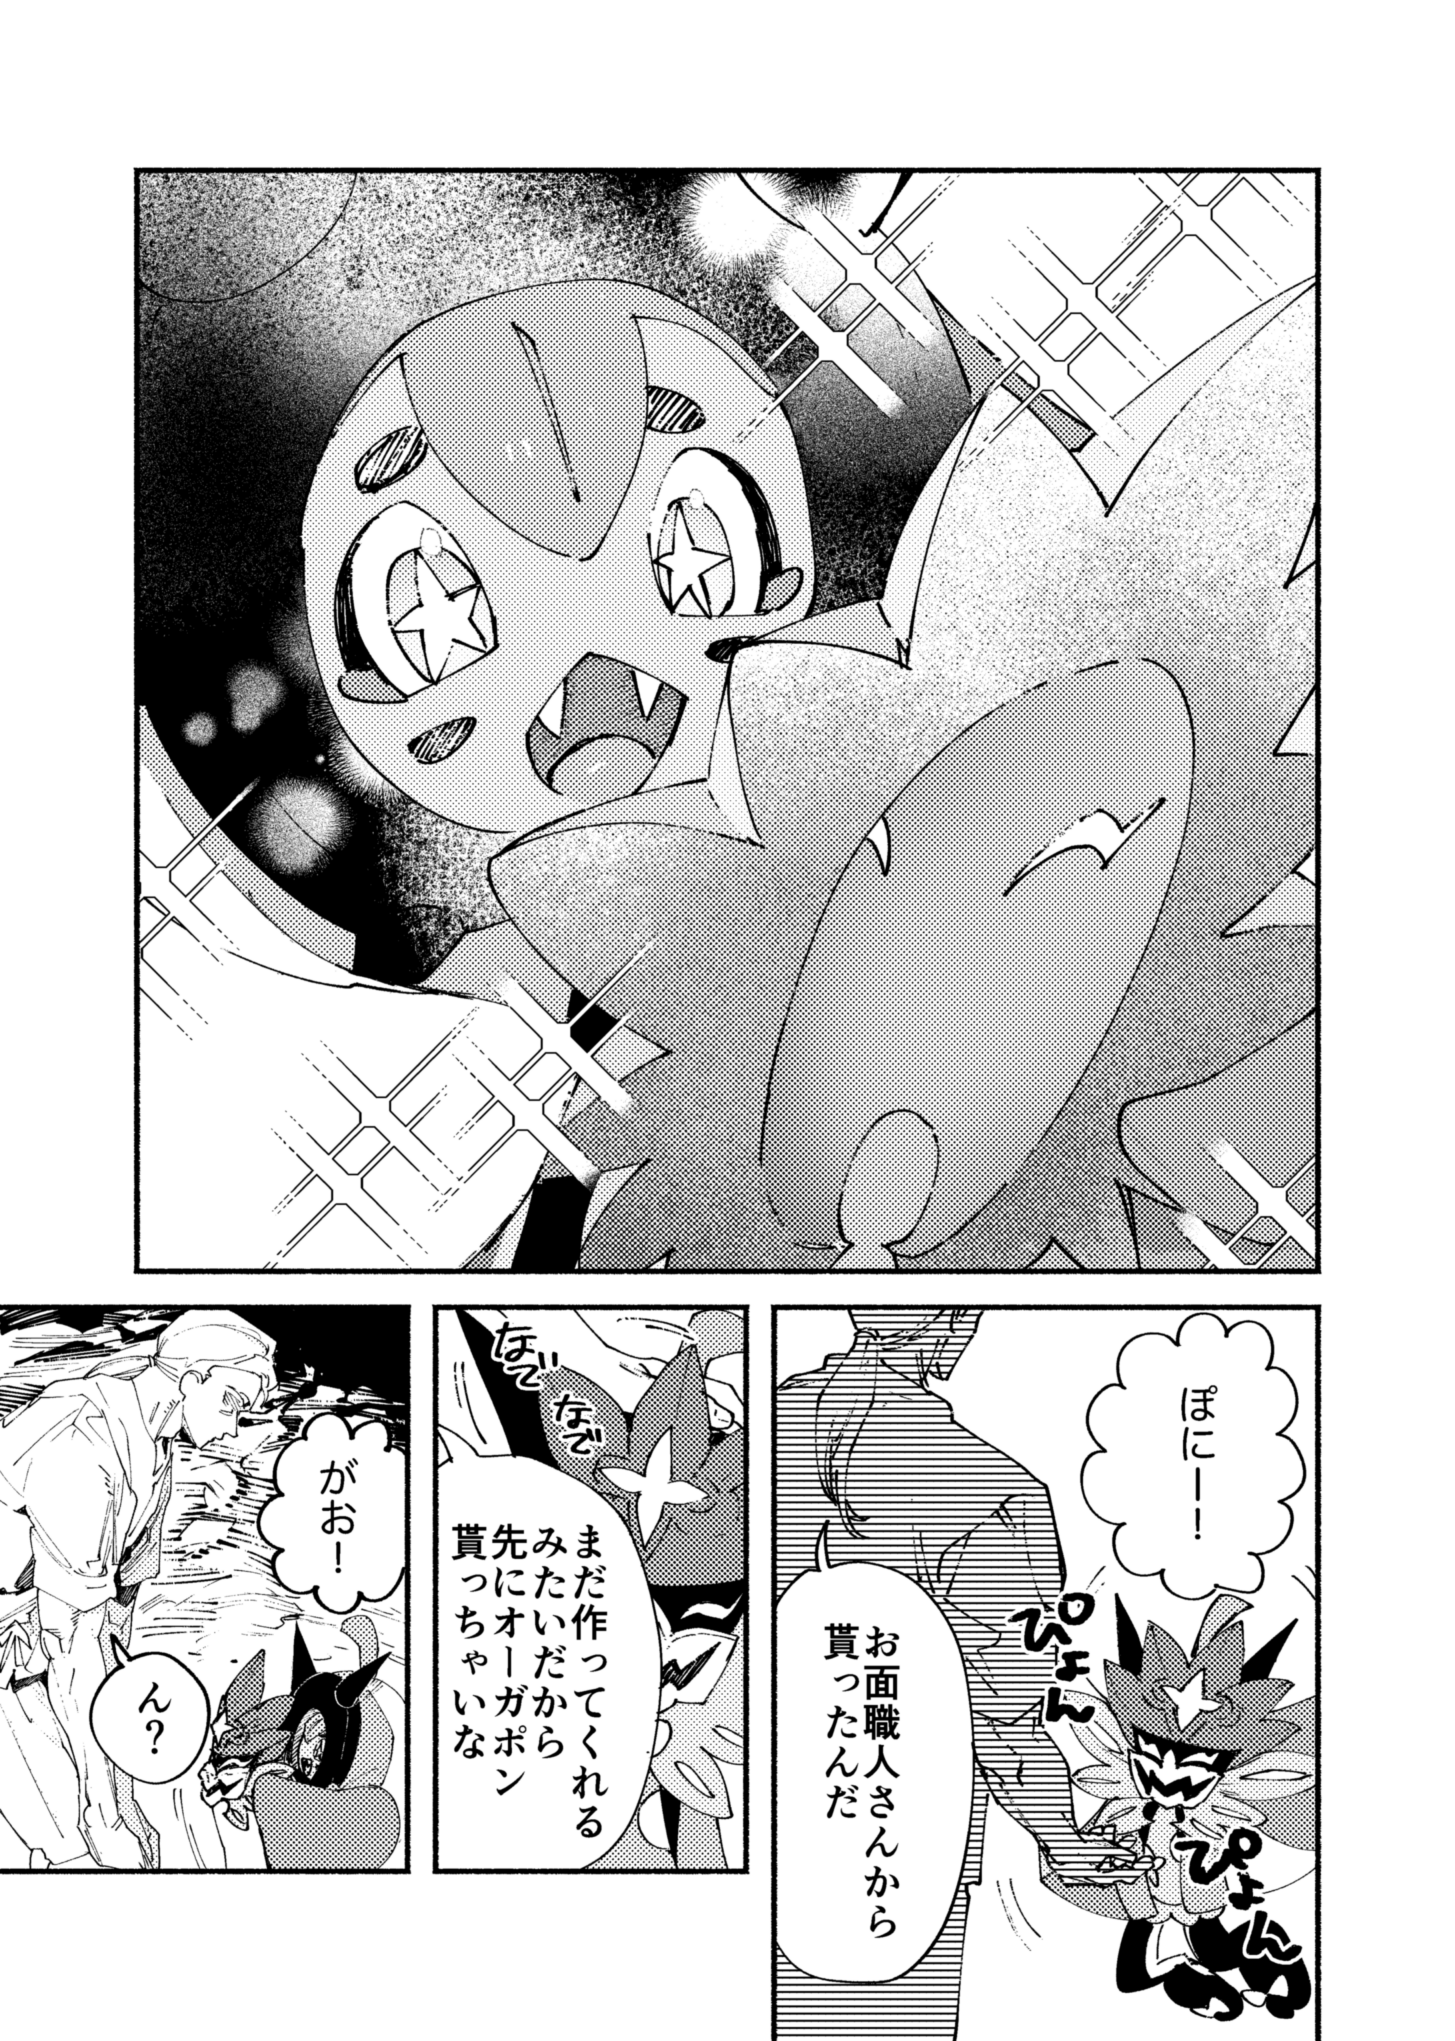 ぽにー！
ぴょん
ぴょん
お面職人さんから
貰ったんだ
なで
なで
まだ作ってくれる
みたいだから
先にオーガポン
貰っちゃいな
がお！
ん？